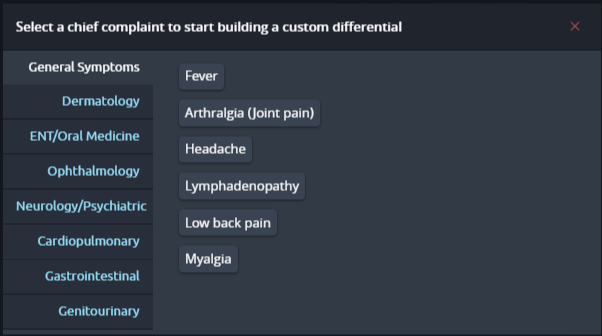 Select a chief complaint to start building a custom differential
×
General Symptoms
Dermatology
ENT/Oral Medicine
Ophthalmology
Neurology/Psychiatric
Cardiopulmonary
Gastrointestinal
Genitourinary
Fever
Arthralgia (Joint pain)
Headache
Lymphadenopathy
Low back pain
Myalgia